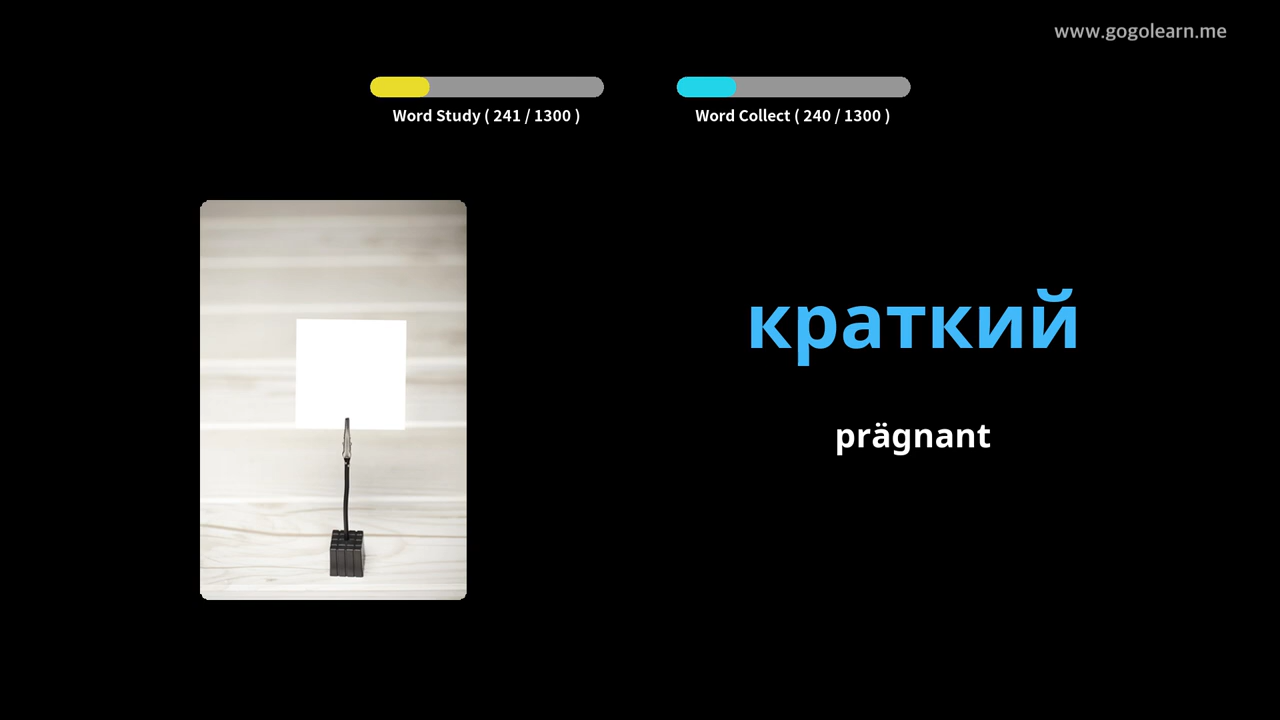 www.gogolearn.me
Word Study ( 241 / 1300 )
Word Collect ( 240 / 1300 )
краткий
prägnant